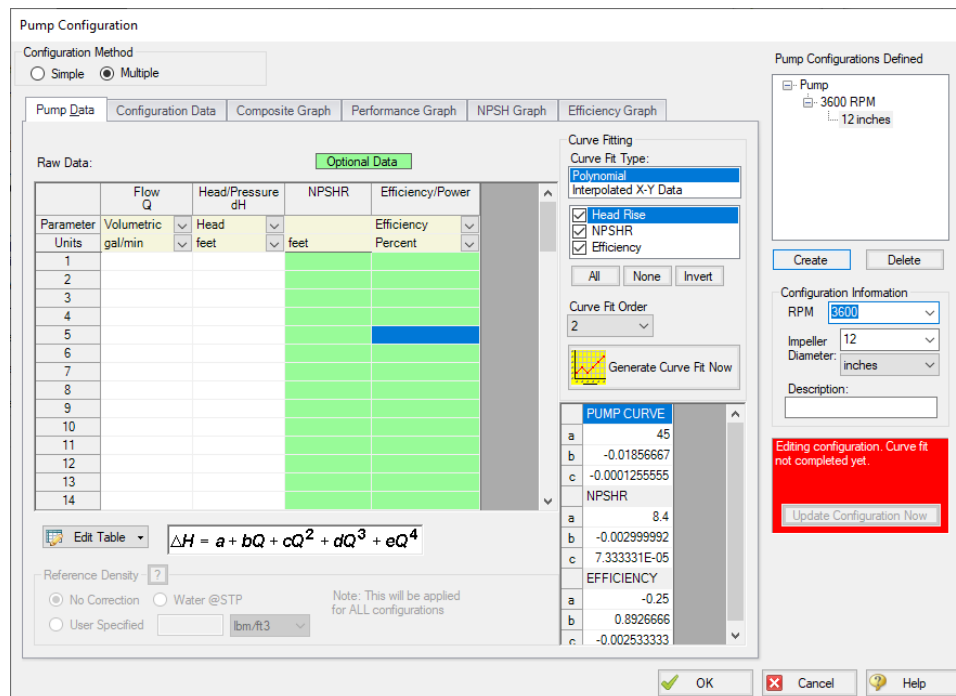 Pump Configuration
Configuration Method
Simple Multiple
Pump Data Configuration Data Composite Graph Performance Graph NPSH Graph Efficiency Graph
Raw Data:
Optional Data
Flow Head/Pressure NPSHR Efficiency/Power
Q dH
Parameter Volumetric Head Efficiency
Units gal/min feet feet Percent
1
2
3
4
5
6
7
8
9
10
11
12
13
14
Edit Table
ΔH = a + bQ + cQ² + dQ³ + eQ⁴
Reference Density ?
No Correction Water @STP
User Specified lbm/ft3
Note: This will be applied
for ALL configurations
Curve Fitting
Curve Fit Type:
Polynomial
Interpolated X-Y Data
Head Rise
NPSHR
Efficiency
All None Invert
Curve Fit Order
2
Generate Curve Fit Now
PUMP CURVE
a 45
b -0.01856667
c -0.0001255555
NPSHR
a 8.4
b -0.002999992
c 7.333331E-05
EFFICIENCY
a -0.25
b 0.8926666
c -0.002533333
Pump Configurations Defined
Pump
3600 RPM
12 inches
Create Delete
Configuration Information
RPM 3600
Impeller 12
Diameter: inches
Description:
Editing configuration. Curve fit
not completed yet.
Update Configuration Now
OK Cancel Help